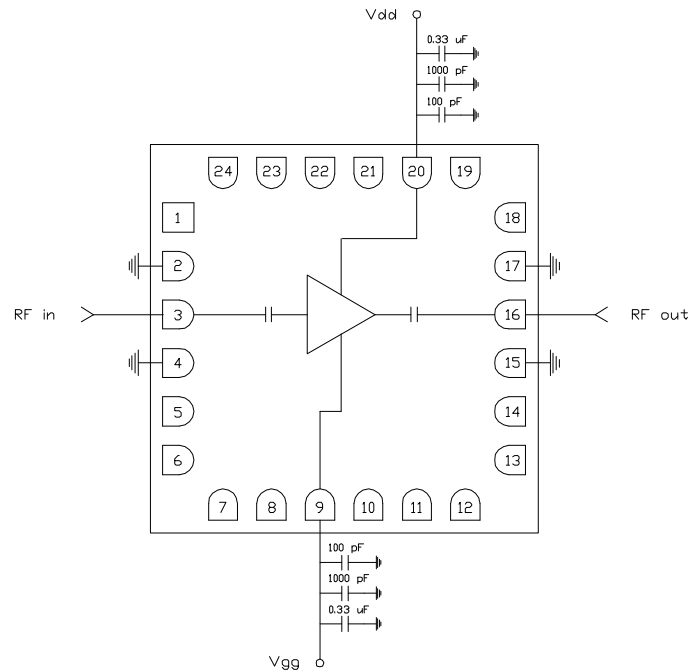 Vdd
0.33 uF
1000 pF
100 pF
24 23 22 21 20 19
1 18
2 17
RF in 3 16 RF out
4 15
5 14
6 13
7 8 9 10 11 12
100 pF
1000 pF
0.33 uF
Vgg